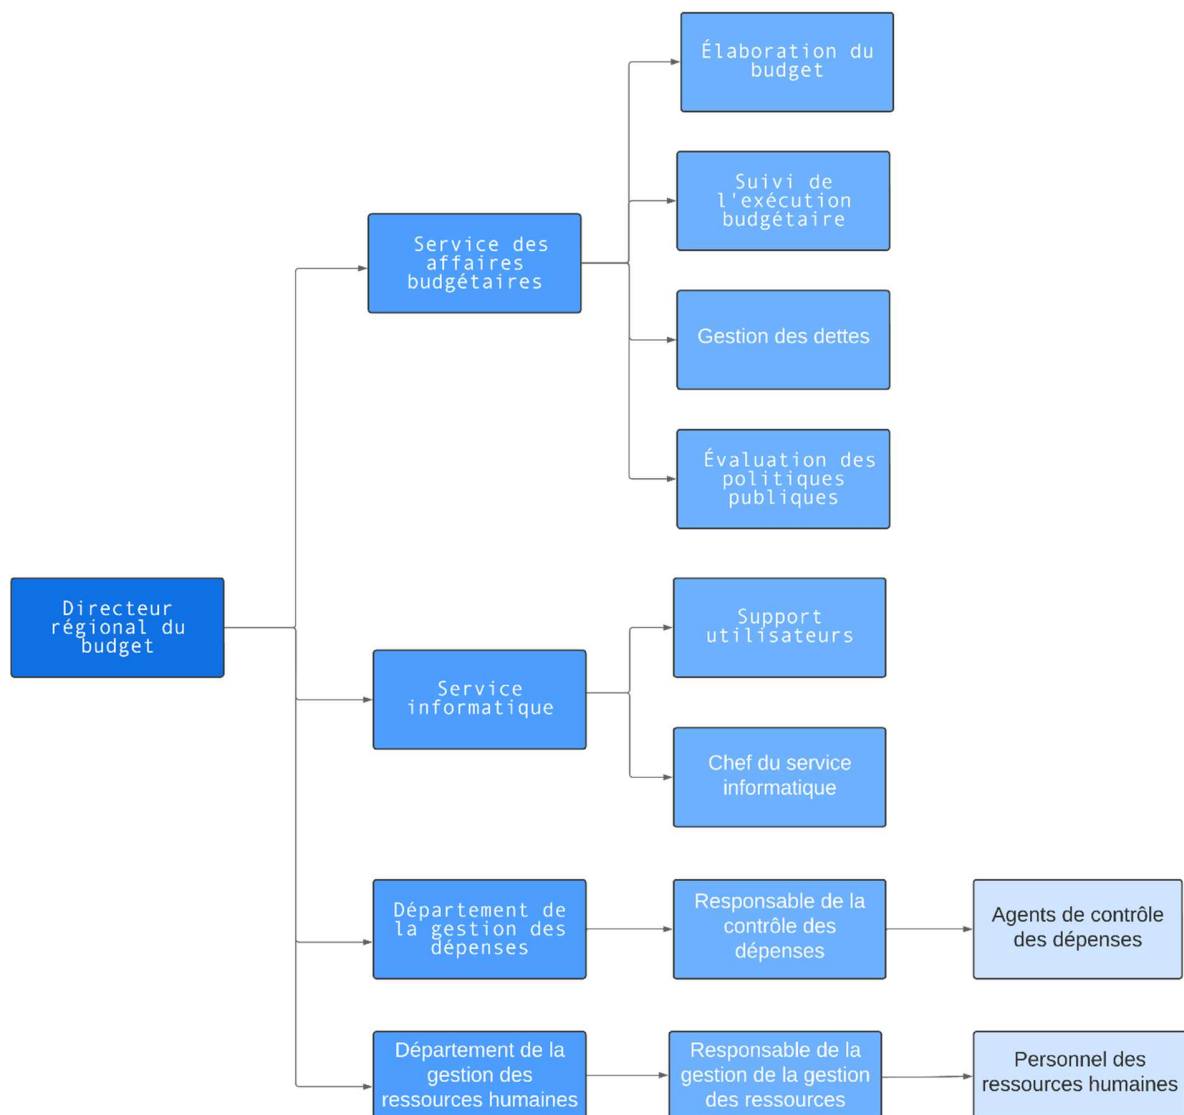 Élaboration du
budget
Suivi de
l'exécution
budgétaire
Service des
affaires
budgétaires
Gestion des dettes
Évaluation des
politiques
publiques
Directeur
régional du
budget
Support
utilisateurs
Service
informatique
Chef du service
informatique
Département de
la gestion des
dépenses
Responsable de la
contrôle des
dépenses
Agents de contrôle
des dépenses
Département de la
gestion des
ressources humaines
Responsable de la
gestion de la gestion
des ressources
Personnel des
ressources humaines